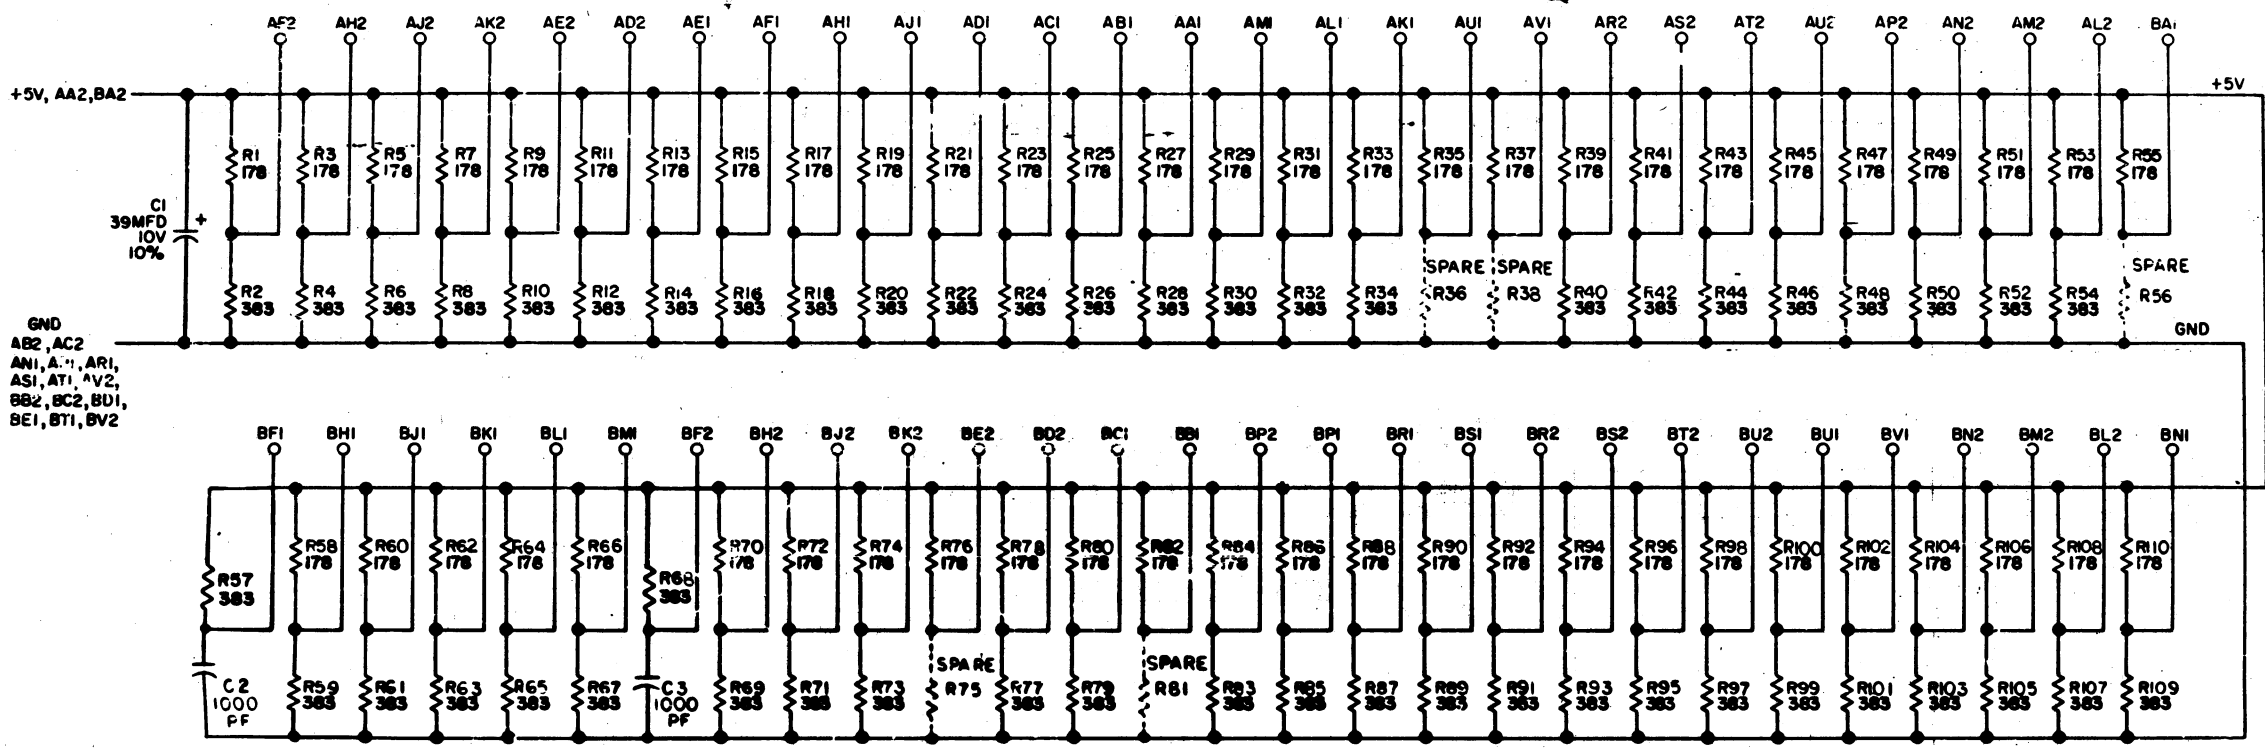 AF2 AH2 AJ2 AK2 AE2 AD2 AE1 AF1 AH1 AJ1 AD1 AC1 AB1 AA1 AM1 AL1 AK1 AU1 AV1 AR2 AS2 AT2 AU2 AP2 AN2 AM2 AL2 BA1
+5V, AA2,BA2
+5V
R1 R3 R5 R7 R9 R11 R13 R15 R17 R19 R21 R23 R25 R27 R29 R31 R33 R35 R37 R39 R41 R43 R45 R47 R49 R51 R53 R55
178 178 178 178 178 178 178 178 178 178 178 178 178 178 178 178 178 178 178 178 178 178 178 178 178 178 178 178
C1
39MFD +
10V
10%
SPARE SPARE SPARE
R2 R4 R6 R8 R10 R12 R14 R16 R18 R20 R22 R24 R26 R28 R30 R32 R34 R36 R38 R40 R42 R44 R46 R48 R50 R52 R54 R56
383 383 383 383 383 383 383 383 383 383 383 383 383 383 383 383 383 383 383 383 383 383 383 383 383
GND
GND
AB2, AC2
AN1, AR1,
AS1, AT1, AV2,
BB2, BC2, BD1,
BE1, BT1, BV2
BF1 BH1 BJ1 BK1 BL1 BM1 BF2 BH2 BJ2 BK2 BE2 BD2 BC1 BB1 BP2 BP1 BR1 BS1 BR2 BS2 BT2 BU2 BU1 BV1 BN2 BM2 BL2 BN1
R58 R60 R62 R64 R66 R70 R72 R74 R76 R78 R80 R82 R84 R86 R88 R90 R92 R94 R96 R98 R100 R102 R104 R106 R108 R110
178 178 178 178 178 178 178 178 178 178 178 178 178 178 178 178 178 178 178 178 178 178 178 178 178 178
R57 R68
383 383
SPARE SPARE
C2 R59 R61 R63 R65 R67 C3 R69 R71 R73 R75 R77 R79 R81 R83 R85 R87 R89 R91 R93 R95 R97 R99 R101 R103 R105 R107 R109
1000 383 383 383 383 383 1000 383 383 383 383 383 383 383 383 383 383 383 383 383 383 383 383 383 383 383 383
PF PF